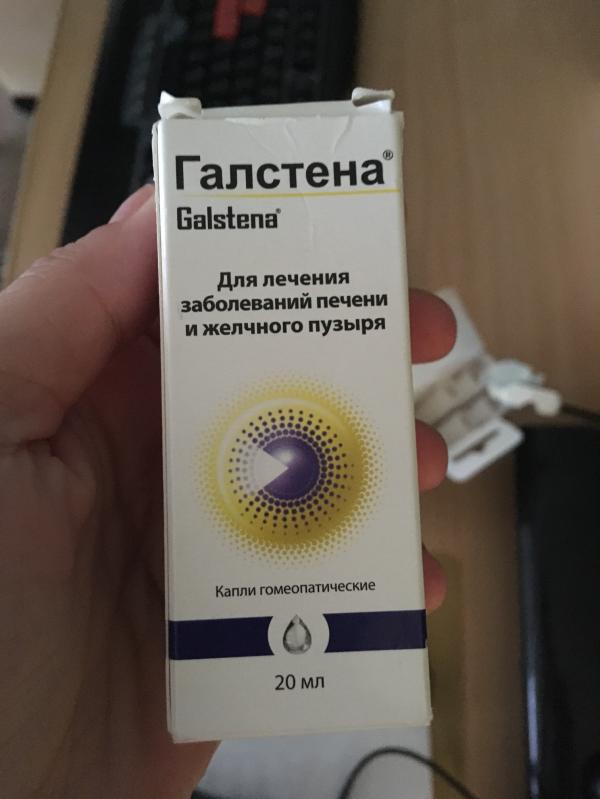 Галстена®
Galstena®
Для лечения
заболеваний печени
и желчного пузыря
Капли гомеопатические
20 мл